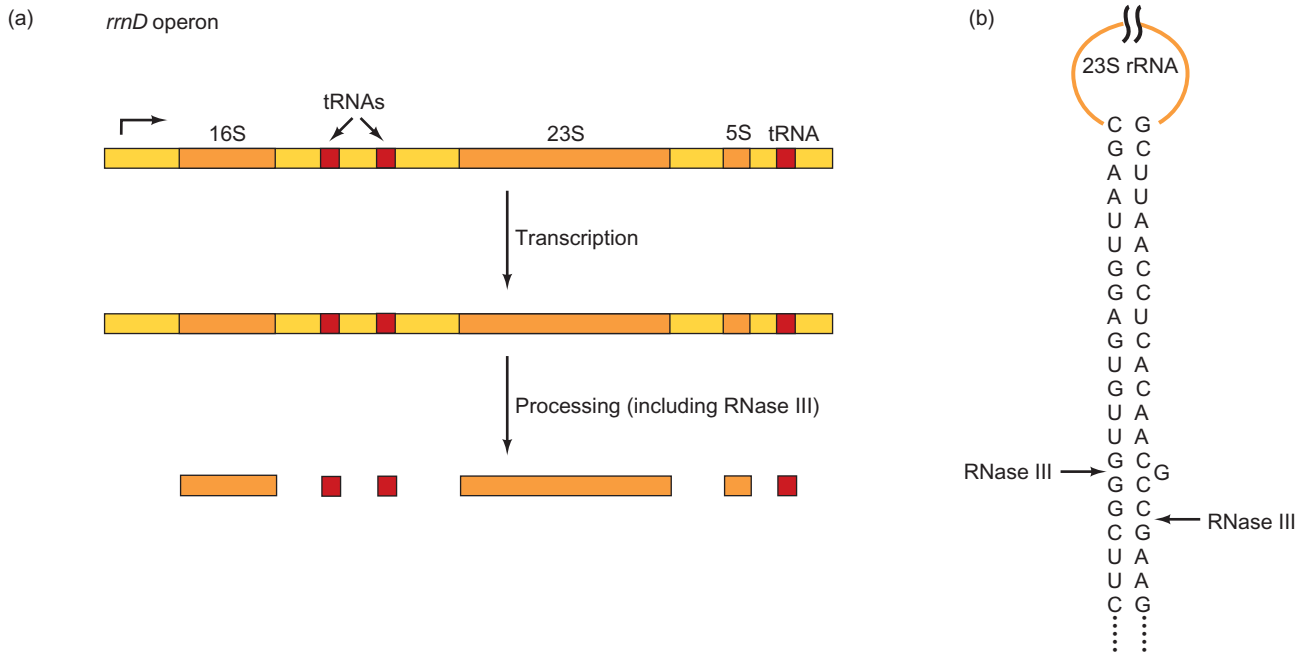 (a)
rrnD operon
tRNAs
16S
23S
5S
tRNA
Transcription
Processing (including RNase III)
(b)
23S rRNA
C G
G C
A U
A U
U A
U A
G C
G C
A U
G C
U A
G C
U A
U A
G C
G
G C
G C
C G
U A
U A
C G
RNase III
RNase III